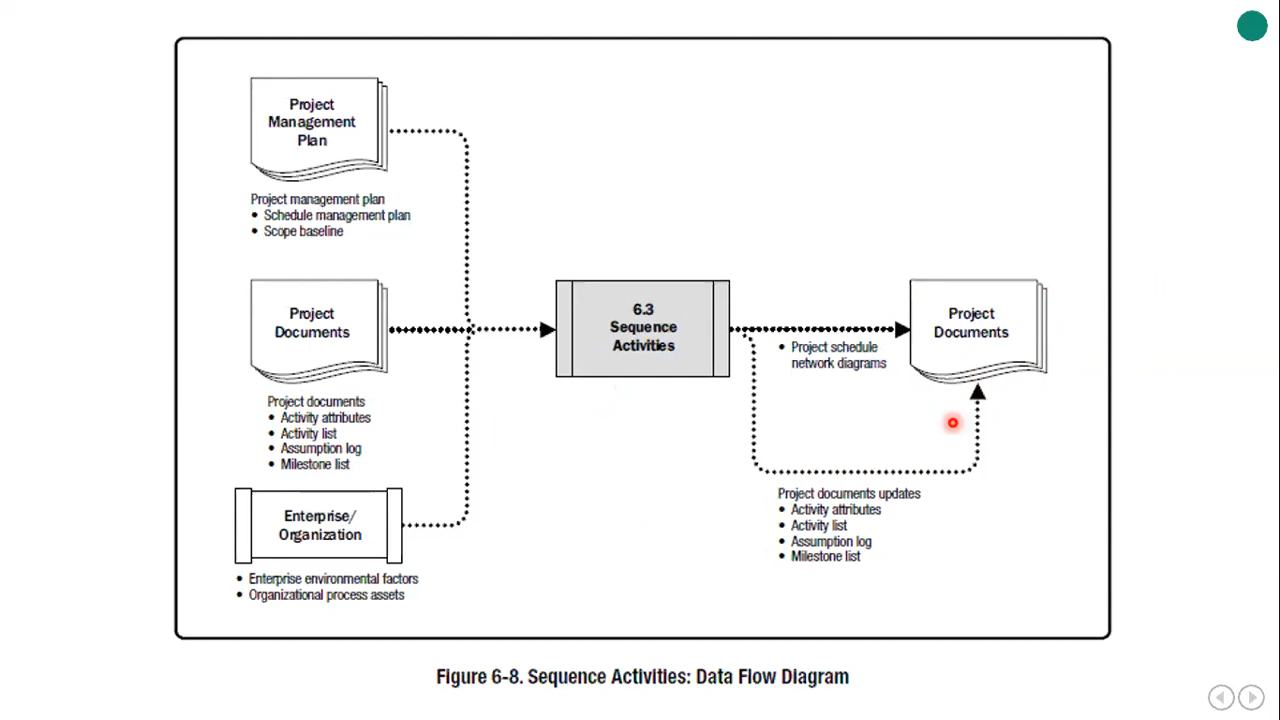 Project
Management
Plan
Project management plan
• Schedule management plan
• Scope baseline
Project
Documents
Project documents
• Activity attributes
• Activity list
• Assumption log
• Milestone list
Enterprise/
Organization
• Enterprise environmental factors
• Organizational process assets
6.3
Sequence
Activities
• Project schedule
network diagrams
Project
Documents
Project documents updates
• Activity attributes
• Activity list
• Assumption log
• Milestone list
Figure 6-8. Sequence Activities: Data Flow Diagram